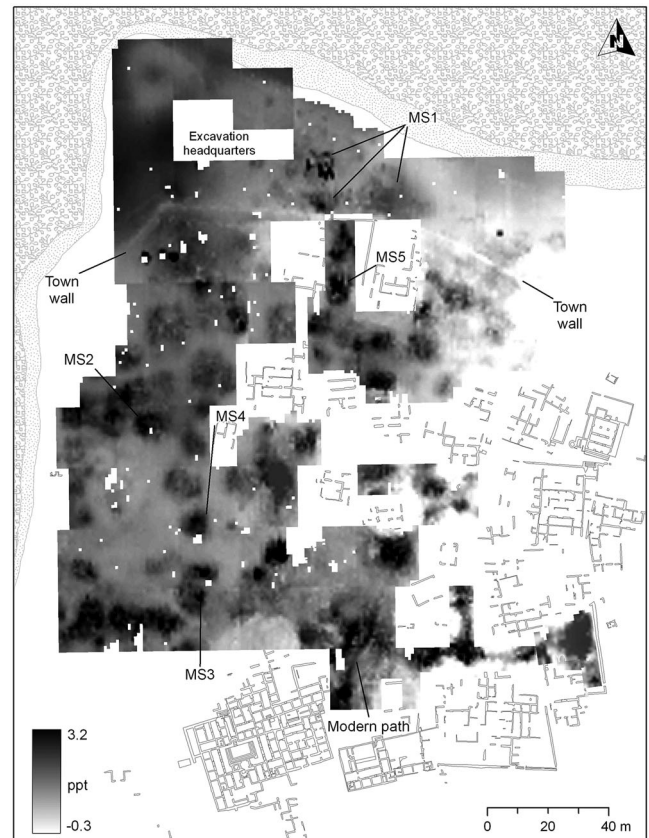 N
MS1
Excavation
headquarters
MS5
Town
wall
Town
wall
MS2
MS4
MS3
Modern path
3.2
ppt
-0.3
0
20
40 m